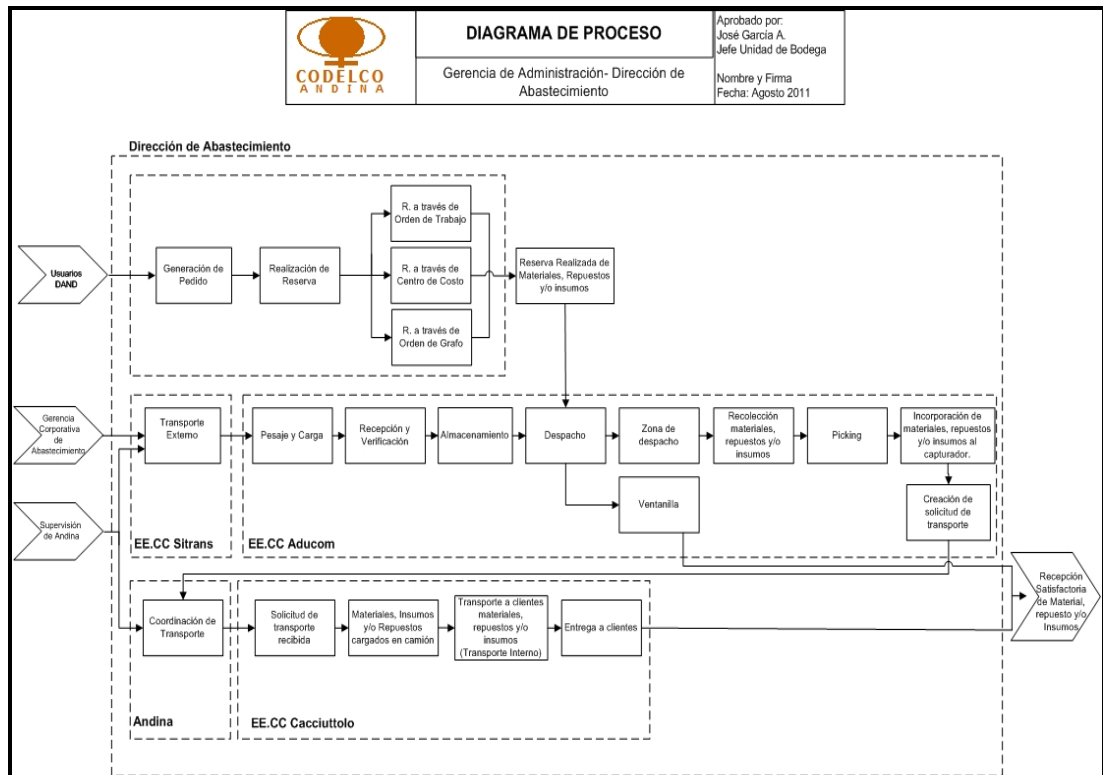 CODELCO
ANDINA
DIAGRAMA DE PROCESO
Gerencia de Administración- Dirección de
Abastecimiento
Aprobado por:
José García A.
Jefe Unidad de Bodega
Nombre y Firma
Fecha: Agosto 2011
Dirección de Abastecimiento
Usuarios
DAND
Generación de
Pedido
Realización de
Reserva
R. a través de
Orden de Trabajo
R. a través de
Centro de Costo
R. a través de
Orden de Grafo
Reserva Realizada de
Materiales, Repuestos
y/o insumos
Gerencia
Corporativa
de
Abastecimiento
Transporte
Externo
EE.CC Sitrans
Pesaje y Carga
Recepción y
Verificación
Almacenamiento
Despacho
Zona de
despacho
Recolección
materiales,
repuestos y/o
insumos
Picking
Incorporación de
materiales, repuestos
y/o insumos al
capturador.
Ventanilla
Creación de
solicitud de
transporte
EE.CC Aducom
Supervisión
de Andina
Coordinación de
Transporte
Andina
Solicitud de
transporte
recibida
Materiales, Insumos
y/o Repuestos
cargados en camión
Transporte a clientes
materiales,
repuestos y/o
insumos
(Transporte Interno)
Entrega a clientes
EE.CC Cacciuttolo
Recepción
Satisfactoria
de Material,
repuesto y/o
Insumos